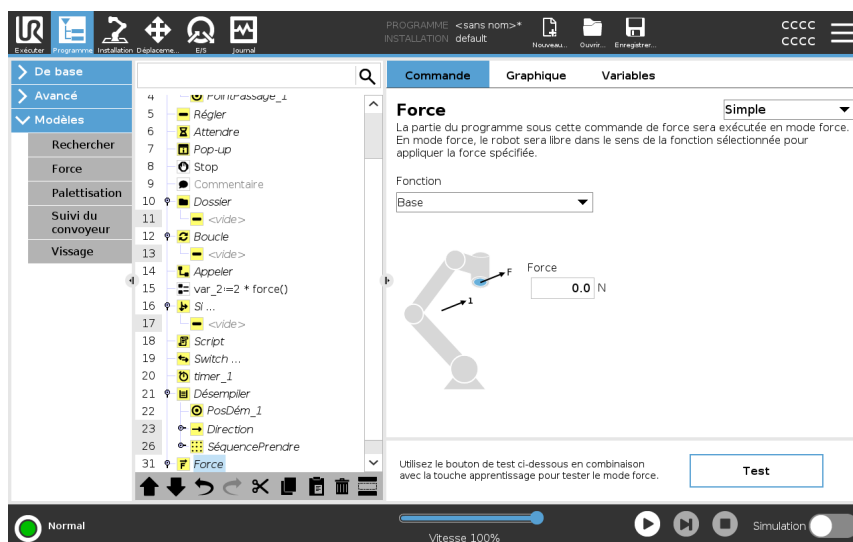 UR
PROGRAMME <sans nom>*
INSTALLATION default
CCCC
CCCC
Exécuter Programme Installation Déplaceme... E/S Journal Nouveau... Ouvrir... Enregistrer...
De base
Avancé
Modèles
Rechercher
Force
Palettisation
Suivi du
convoyeur
Vissage
4 PointPassage_1
5 Régler
6 Attendre
7 Pop-up
8 Stop
9 Commentaire
10 Dossier
11 <vide>
12 Boucle
13 <vide>
14 Appeler
15 var_2:=2 * force()
16 Si ...
17 <vide>
18 Script
19 Switch ...
20 timer_1
21 Désempiler
22 PosDém_1
23 Direction
26 SéquencePrendre
31 Force
Commande Graphique Variables
Force Simple
La partie du programme sous cette commande de force sera exécutée en mode force.
En mode force, le robot sera libre dans le sens de la fonction sélectionnée pour
appliquer la force spécifiée.
Fonction
Base
F
1
Force
0.0 N
Utilisez le bouton de test ci-dessous en combinaison
avec la touche apprentissage pour tester le mode force.
Test
Normal
Vitesse 100%
Simulation